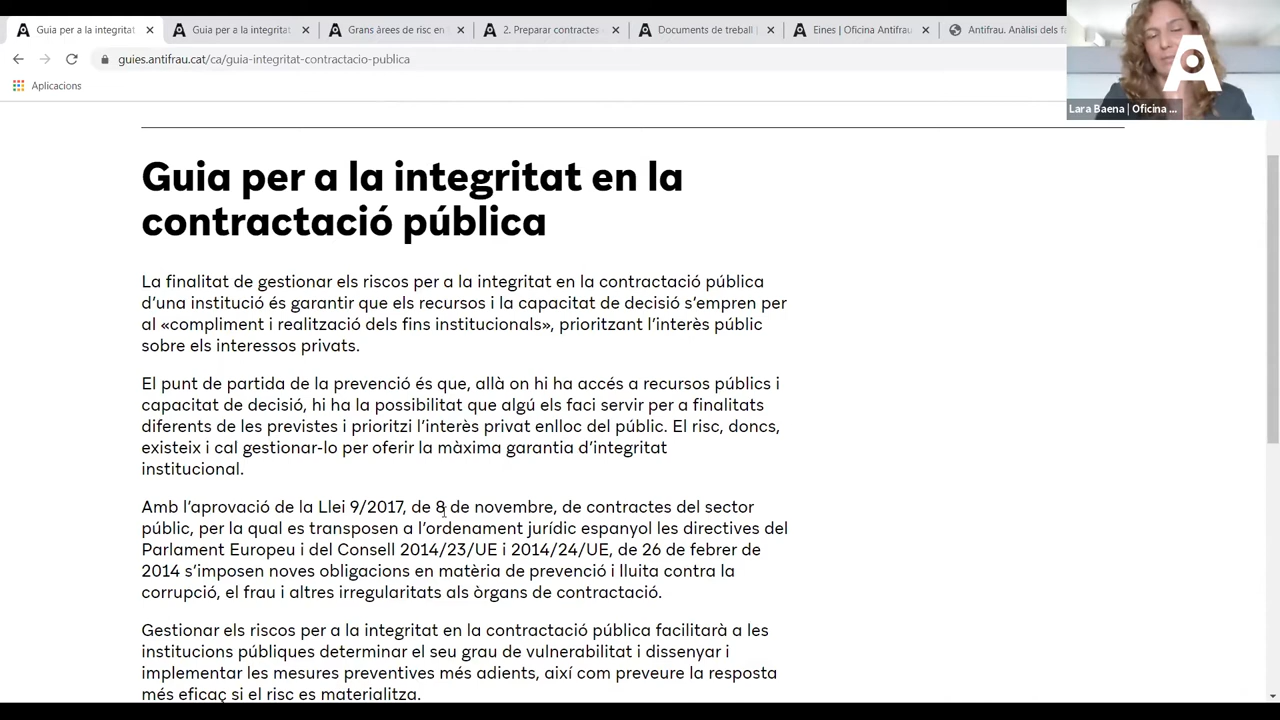 Guia per a la integritat
Guia per a la integritat
Grans àrees de risc en
2. Preparar contractes
Documents de treball |
Eines | Oficina Antifrau
Antifrau. Anàlisi dels fa
guies.antifrau.cat/ca/guia-integritat-contractacio-publica
Aplicacions
Lara Baena | Oficina ...
Guia per a la integritat en la
contractació pública
La finalitat de gestionar els riscos per a la integritat en la contractació pública
d’una institució és garantir que els recursos i la capacitat de decisió s’empren per
al «compliment i realització dels fins institucionals», prioritzant l’interès públic
sobre els interessos privats.
El punt de partida de la prevenció és que, allà on hi ha accés a recursos públics i
capacitat de decisió, hi ha la possibilitat que algú els faci servir per a finalitats
diferents de les previstes i prioritzi l’interès privat enlloc del públic. El risc, doncs,
existeix i cal gestionar-lo per oferir la màxima garantia d’integritat
institucional.
Amb l’aprovació de la Llei 9/2017, de 8 de novembre, de contractes del sector
públic, per la qual es transposen a l’ordenament jurídic espanyol les directives del
Parlament Europeu i del Consell 2014/23/UE i 2014/24/UE, de 26 de febrer de
2014 s’imposen noves obligacions en matèria de prevenció i lluita contra la
corrupció, el frau i altres irregularitats als òrgans de contractació.
Gestionar els riscos per a la integritat en la contractació pública facilitarà a les
institucions públiques determinar el seu grau de vulnerabilitat i dissenyar i
implementar les mesures preventives més adients, així com preveure la resposta
més eficaç si el risc es materialitza.